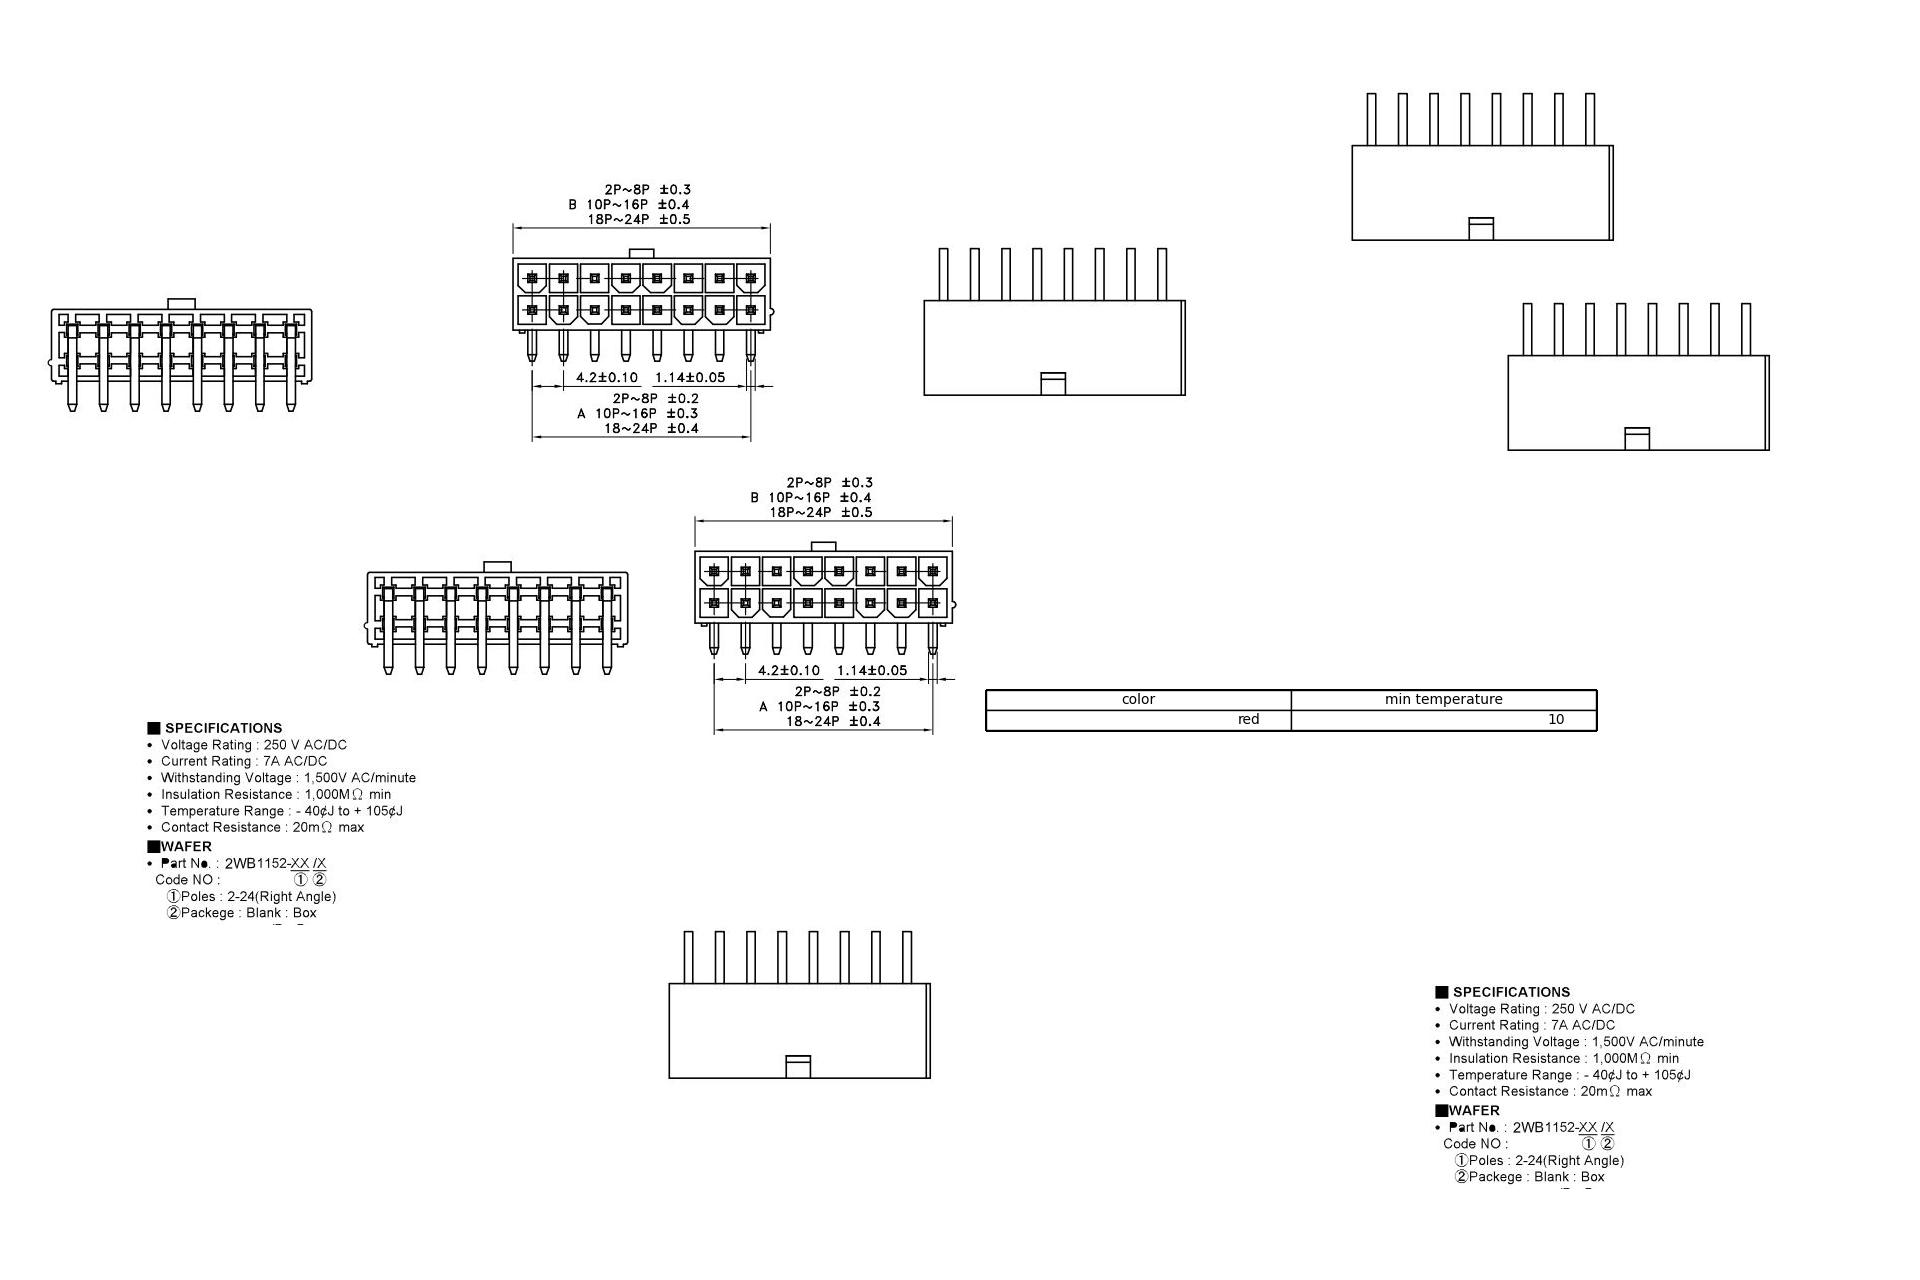 2P~8P ±0.3
B 10P~16P ±0.4
18P~24P ±0.5
4.2±0.10 1.14±0.05
2P~8P ±0.2
A 10P~16P ±0.3
18~24P ±0.4
2P~8P ±0.3
B 10P~16P ±0.4
18P~24P ±0.5
4.2±0.10 1.14±0.05
2P~8P ±0.2
A 10P~16P ±0.3
18~24P ±0.4
color min temperature
red 10
■ SPECIFICATIONS
• Voltage Rating : 250 V AC/DC
• Current Rating : 7A AC/DC
• Withstanding Voltage : 1,500V AC/minute
• Insulation Resistance : 1,000MΩ min
• Temperature Range : - 40¢J to + 105¢J
• Contact Resistance : 20mΩ max
■WAFER
• Part No. : 2WB1152-XX /X
Code NO : ① ②
①Poles : 2-24(Right Angle)
②Packege : Blank : Box
■ SPECIFICATIONS
• Voltage Rating : 250 V AC/DC
• Current Rating : 7A AC/DC
• Withstanding Voltage : 1,500V AC/minute
• Insulation Resistance : 1,000MΩ min
• Temperature Range : - 40¢J to + 105¢J
• Contact Resistance : 20mΩ max
■WAFER
• Part No. : 2WB1152-XX /X
Code NO : ① ②
①Poles : 2-24(Right Angle)
②Packege : Blank : Box